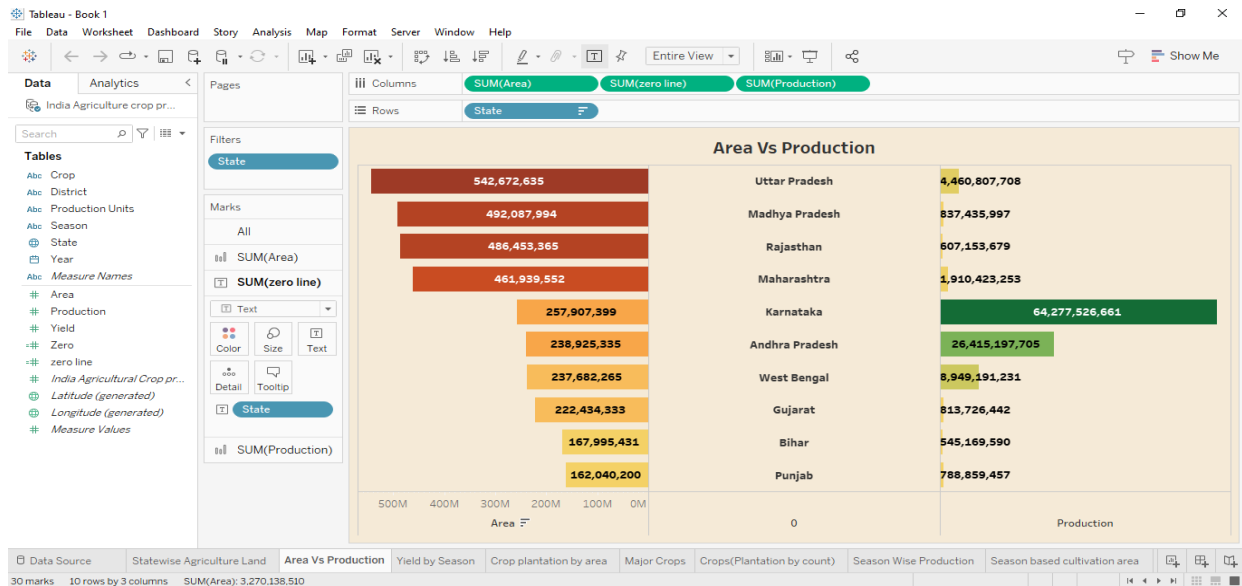 Tableau - Book 1
File Data Worksheet Dashboard Story Analysis Map Format Server Window Help
Entire View
Show Me
Data Analytics
India Agriculture crop pr...
Search
Tables
Abc Crop
Abc District
Abc Production Units
Abc Season
State
Year
Abc Measure Names
# Area
# Production
# Yield
=# Zero
=# zero line
# India Agricultural Crop pr...
Latitude (generated)
Longitude (generated)
# Measure Values
Pages
Filters
State
Marks
All
SUM(Area)
SUM(zero line)
Text
Color Size Text
Detail Tooltip
State
SUM(Production)
Columns SUM(Area) SUM(zero line) SUM(Production)
Rows State
Area Vs Production
542,672,635 Uttar Pradesh 4,460,807,708
492,087,994 Madhya Pradesh 837,435,997
486,453,365 Rajasthan 607,153,679
461,939,552 Maharashtra 1,910,423,253
257,907,399 Karnataka 64,277,526,661
238,925,335 Andhra Pradesh 26,415,197,705
237,682,265 West Bengal 8,949,191,231
222,434,333 Gujarat 813,726,442
167,995,431 Bihar 545,169,590
162,040,200 Punjab 788,859,457
500M 400M 300M 200M 100M 0M
Area 0 Production
Data Source Statewise Agriculture Land Area Vs Production Yield by Season Crop plantation by area Major Crops Crops(Plantation by count) Season Wise Production Season based cultivation area
30 marks 10 rows by 3 columns SUM(Area): 3,270,138,510